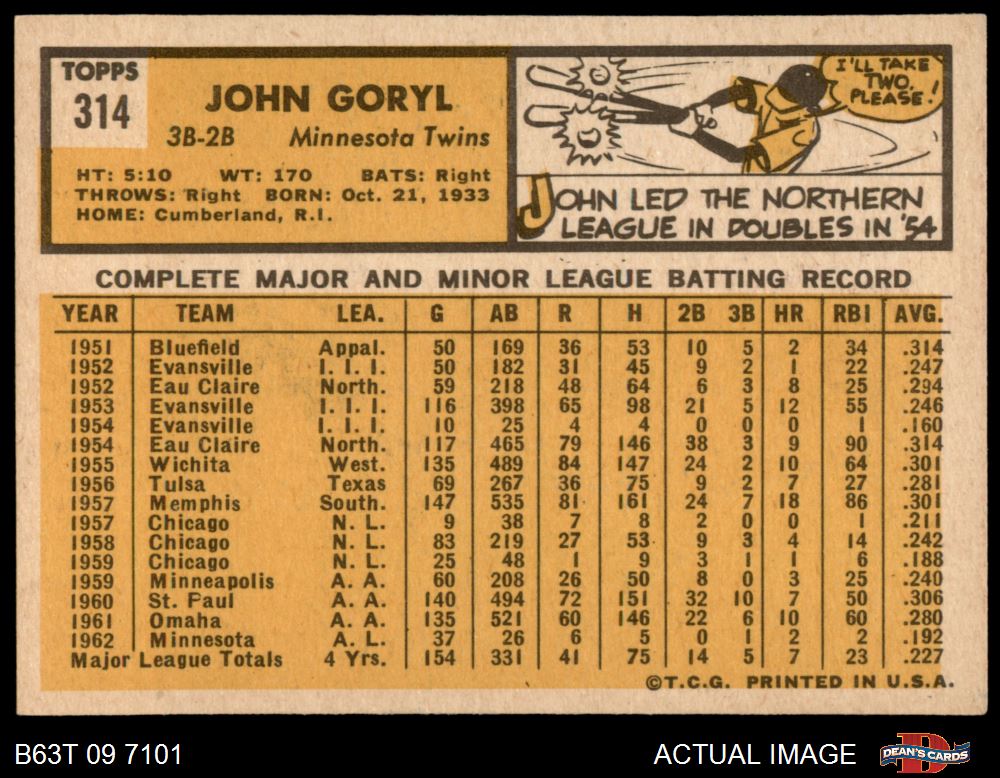 TOPPS
314
JOHN GORYL
3B-2B Minnesota Twins
HT: 5:10 WT: 170 BATS: Right
THROWS: Right BORN: Oct. 21, 1933
HOME: Cumberland, R.I.
I'LL TAKE
TWO,
PLEASE!
JOHN LED THE NORTHERN
LEAGUE IN DOUBLES IN '54
COMPLETE MAJOR AND MINOR LEAGUE BATTING RECORD
YEAR TEAM LEA. G AB R H 2B 3B HR RBI AVG.
1951 Bluefield Appal. 50 169 36 53 10 5 2 34 .314
1952 Evansville I. I. I. 50 182 31 45 9 2 1 22 .247
1952 Eau Claire North. 59 218 48 64 6 3 8 25 .294
1953 Evansville I. I. I. 116 398 65 98 21 5 12 55 .246
1954 Evansville I. I. I. 10 25 4 4 0 0 0 1 .160
1954 Eau Claire North. 117 465 79 146 38 3 9 90 .314
1955 Wichita West. 135 489 84 147 24 2 10 64 .301
1956 Tulsa Texas 69 267 36 75 9 2 7 27 .281
1957 Memphis South. 147 535 81 161 24 7 18 86 .301
1957 Chicago N. L. 9 38 7 8 2 0 0 1 .211
1958 Chicago N. L. 83 219 27 53 9 3 4 14 .242
1959 Chicago N. L. 25 48 1 9 3 1 1 6 .188
1959 Minneapolis A. A. 60 208 26 50 8 0 3 25 .240
1960 St. Paul A. A. 140 494 72 151 32 10 7 50 .306
1961 Omaha A. A. 135 521 60 146 22 6 10 60 .280
1962 Minnesota A. L. 37 26 6 5 0 1 2 2 .192
Major League Totals 4 Yrs. 154 331 41 75 14 5 7 23 .227
©T.C.G. PRINTED IN U.S.A.
B63T 09 7101 ACTUAL IMAGE DEAN'S CARDS